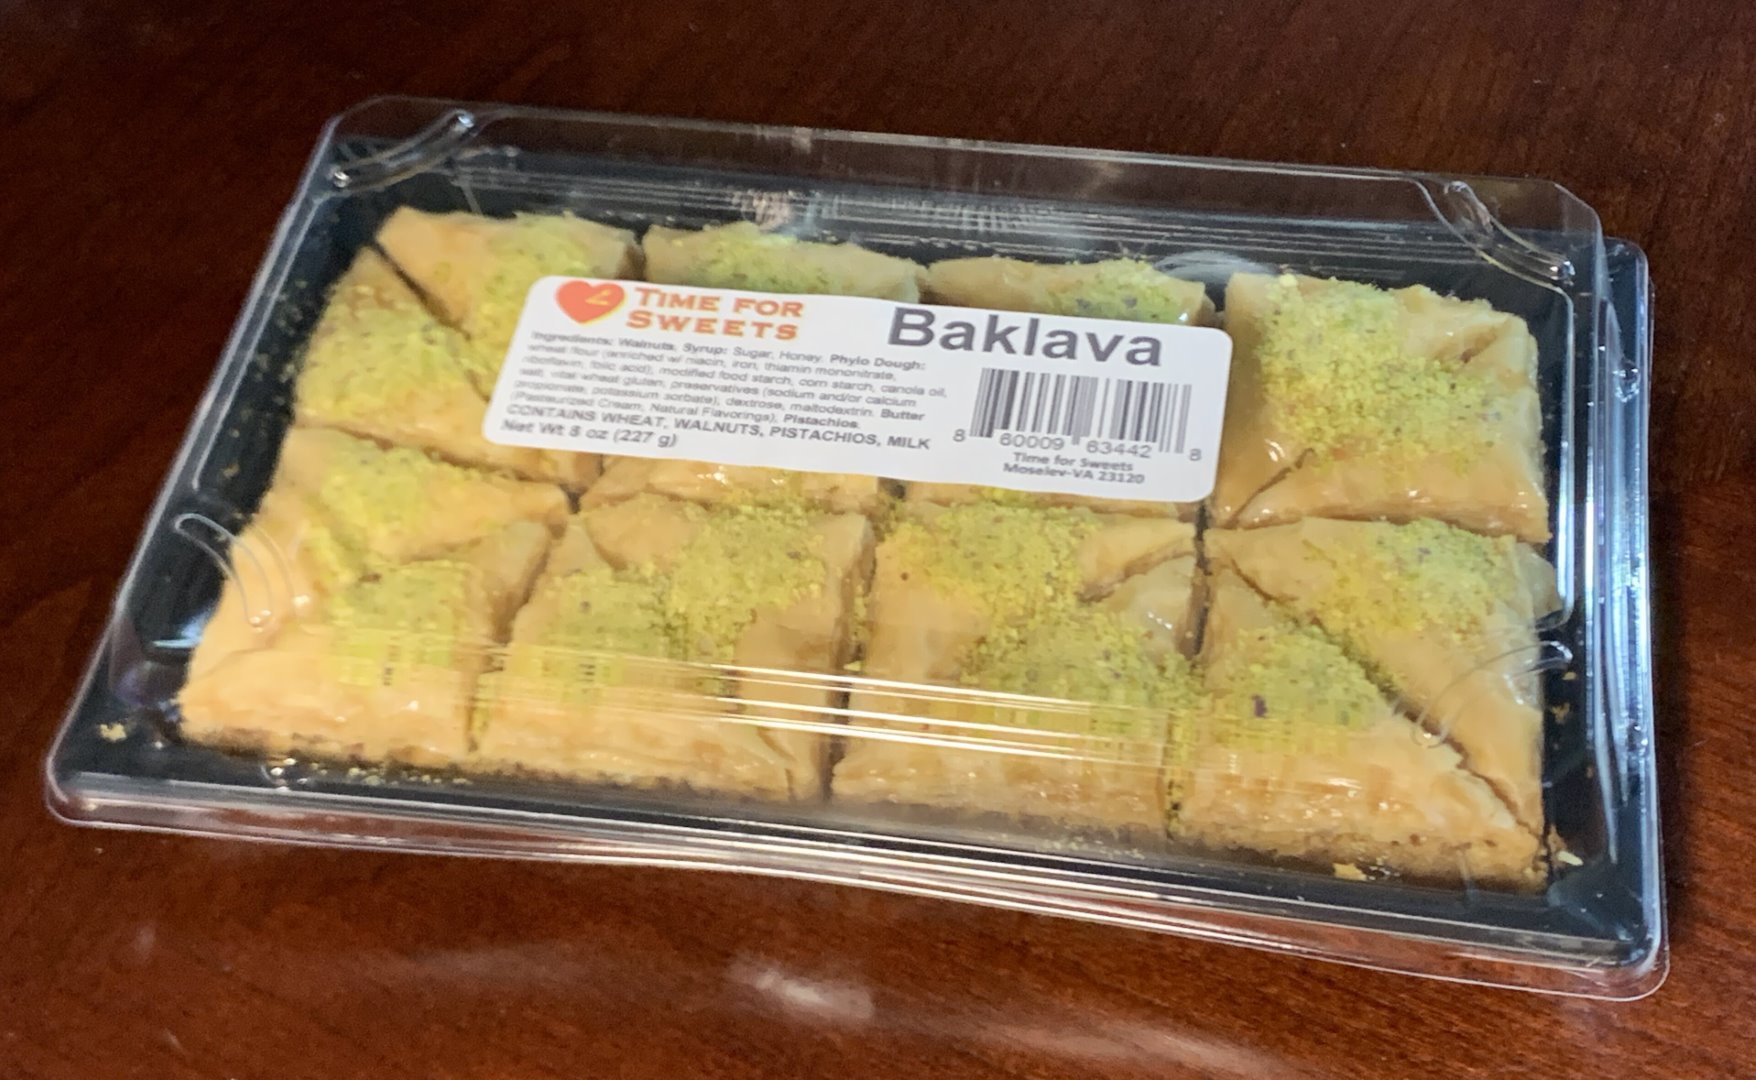 TIME FOR
SWEETS
Baklava
Ingredients: Walnuts, Syrup: Sugar, Honey. Phylo Dough:
wheat flour (enriched w/ niacin, iron, thiamin mononitrate,
riboflavin, folic acid), modified food starch, corn starch, canola oil,
salt, vital wheat gluten, preservatives (sodium and/or calcium
propionate, potassium sorbate), dextrose, maltodextrin. Butter
(Pasteurized Cream, Natural Flavorings), Pistachios.
CONTAINS WHEAT, WALNUTS, PISTACHIOS, MILK
Net Wt 8 oz (227 g)
8 60009 63442 8
Time for Sweets
Moseley-VA 23120